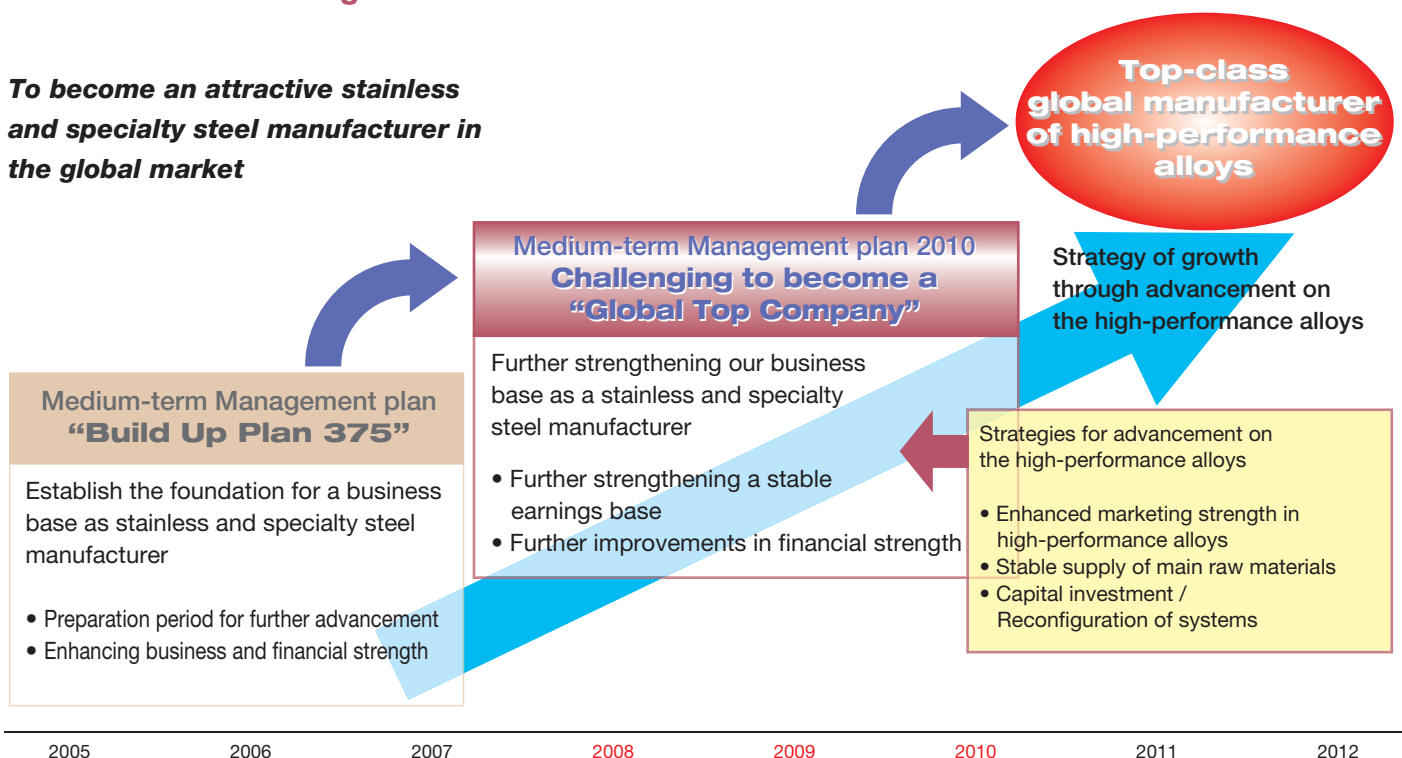 To become an attractive stainless
and specialty steel manufacturer in
the global market
Top-class
global manufacturer
of high-performance
alloys
Medium-term Management plan 2010
Challenging to become a
“Global Top Company”
Further strengthening our business
base as a stainless and specialty
steel manufacturer
• Further strengthening a stable
earnings base
• Further improvements in financial strength
Strategy of growth
through advancement on
the high-performance alloys
Medium-term Management plan
“Build Up Plan 375”
Establish the foundation for a business
base as stainless and specialty steel
manufacturer
• Preparation period for further advancement
• Enhancing business and financial strength
Strategies for advancement on
the high-performance alloys
• Enhanced marketing strength in
high-performance alloys
• Stable supply of main raw materials
• Capital investment /
Reconfiguration of systems
2005 2006 2007 2008 2009 2010 2011 2012